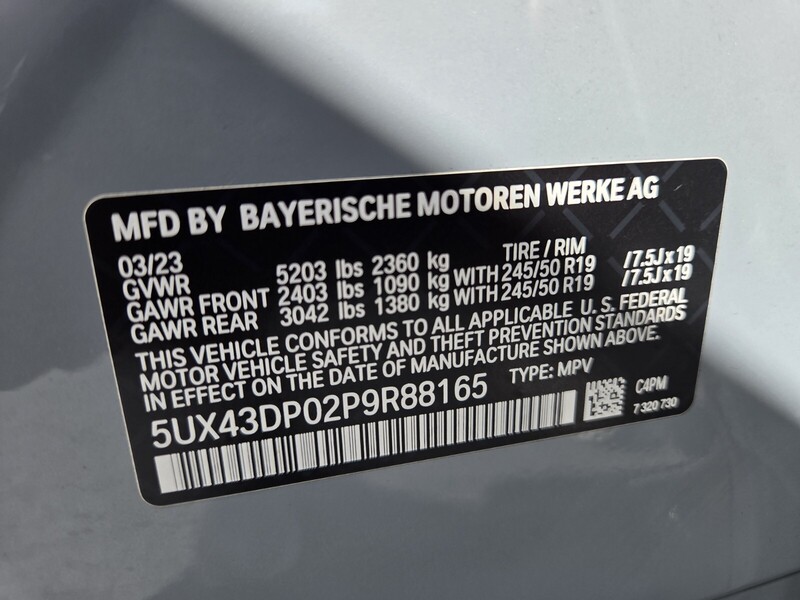 MFD BY BAYERISCHE MOTOREN WERKE AG
03/23 TIRE / RIM
GVWR 5203 lbs 2360 kg
GAWR FRONT 2403 lbs 1090 kg WITH 245/50 R19 /7.5Jx19
GAWR REAR 3042 lbs 1380 kg WITH 245/50 R19 /7.5Jx19
THIS VEHICLE CONFORMS TO ALL APPLICABLE U. S. FEDERAL
MOTOR VEHICLE SAFETY AND THEFT PREVENTION STANDARDS
IN EFFECT ON THE DATE OF MANUFACTURE SHOWN ABOVE.
5UX43DP02P9R88165 TYPE: MPV
C4PM
7 320 730